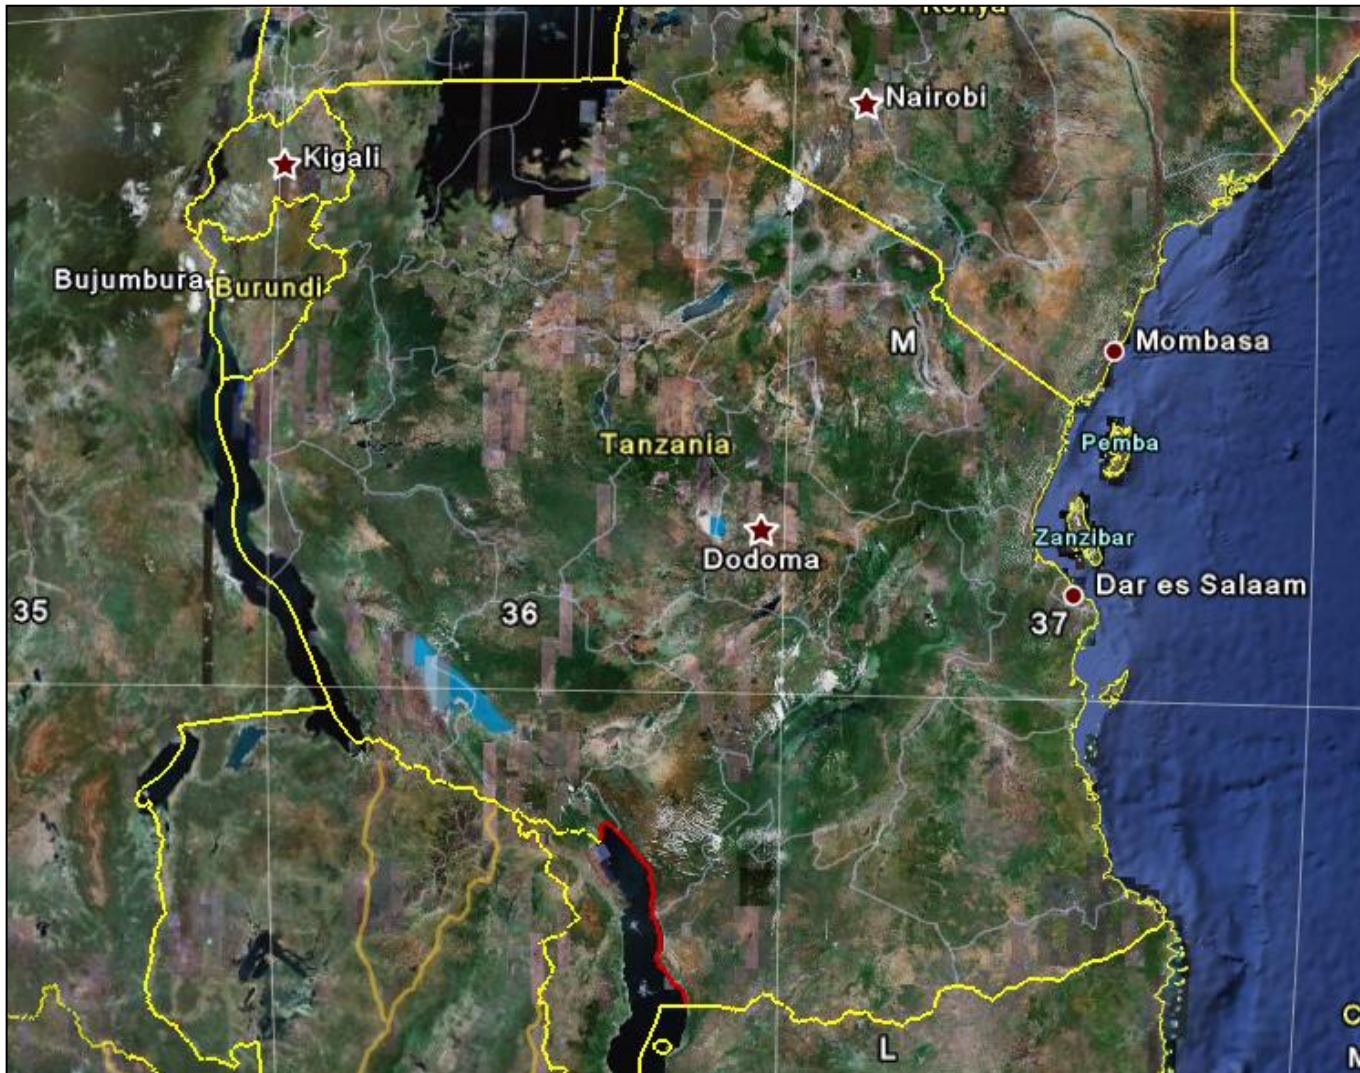 Kenya
Nairobi
Kigali
Bujumbura
Burundi
M
Mombasa
Tanzania
Pemba
Zanzibar
Dodoma
Dar es Salaam
35
36
37
L